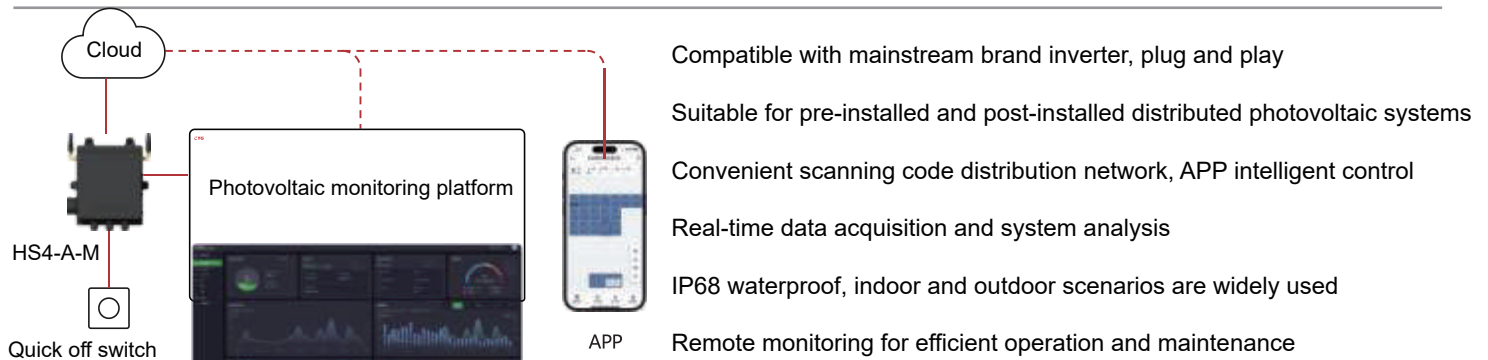 Cloud
Compatible with mainstream brand inverter, plug and play
Suitable for pre-installed and post-installed distributed photovoltaic systems
Photovoltaic monitoring platform
Convenient scanning code distribution network, APP intelligent control
Real-time data acquisition and system analysis
HS4-A-M
IP68 waterproof, indoor and outdoor scenarios are widely used
APP
Remote monitoring for efficient operation and maintenance
Quick off switch